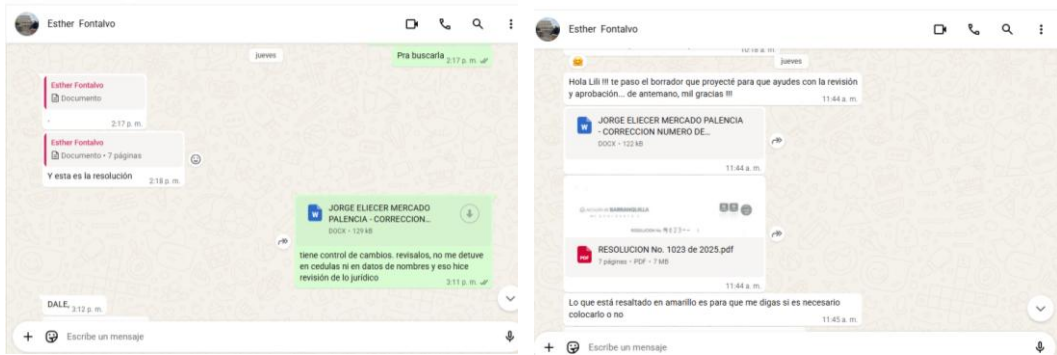 Esther Fontalvo
jueves
Pra buscarla 2:17 p. m.
Esther Fontalvo
Documento
.
2:17 p. m.
Esther Fontalvo
Documento • 7 páginas
Y esta es la resolución 2:18 p. m.
JORGE ELIECER MERCADO
PALENCIA - CORRECCION...
DOCX • 129 kB
tiene control de cambios. revisalos, no me detuve
en cedulas ni en datos de nombres y eso hice
revisión de lo jurídico
3:11 p. m.
DALE, 3:12 p. m.
Escribe un mensaje
Esther Fontalvo
jueves
Hola Lili !!! te paso el borrador que proyecté para que ayudes con la revisión
y aprobación... de antemano, mil gracias !!!
11:44 a. m.
JORGE ELIECER MERCADO PALENCIA
- CORRECCION NUMERO DE...
DOCX • 122 kB
11:44 a. m.
RESOLUCION No. 1023 de 2025.pdf
7 páginas • PDF • 7 MB
11:44 a. m.
Lo que está resaltado en amarillo es para que me digas si es necesario
colocarlo o no
11:45 a. m.
Escribe un mensaje